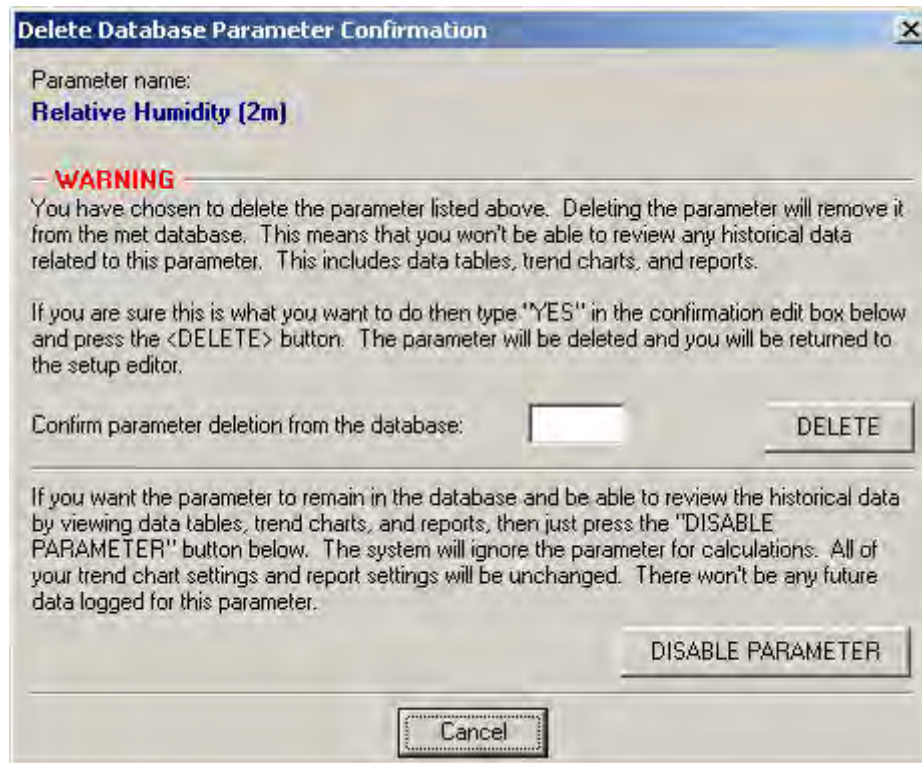 Delete Database Parameter Confirmation
Parameter name:
Relative Humidity (2m)
WARNING
You have chosen to delete the parameter listed above. Deleting the parameter will remove it
from the met database. This means that you won't be able to review any historical data
related to this parameter. This includes data tables, trend charts, and reports.
If you are sure this is what you want to do then type "YES" in the confirmation edit box below
and press the <DELETE> button. The parameter will be deleted and you will be returned to
the setup editor.
Confirm parameter deletion from the database:
DELETE
If you want the parameter to remain in the database and be able to review the historical data
by viewing data tables, trend charts, and reports, then just press the "DISABLE
PARAMETER" button below. The system will ignore the parameter for calculations. All of
your trend chart settings and report settings will be unchanged. There won't be any future
data logged for this parameter.
DISABLE PARAMETER
Cancel